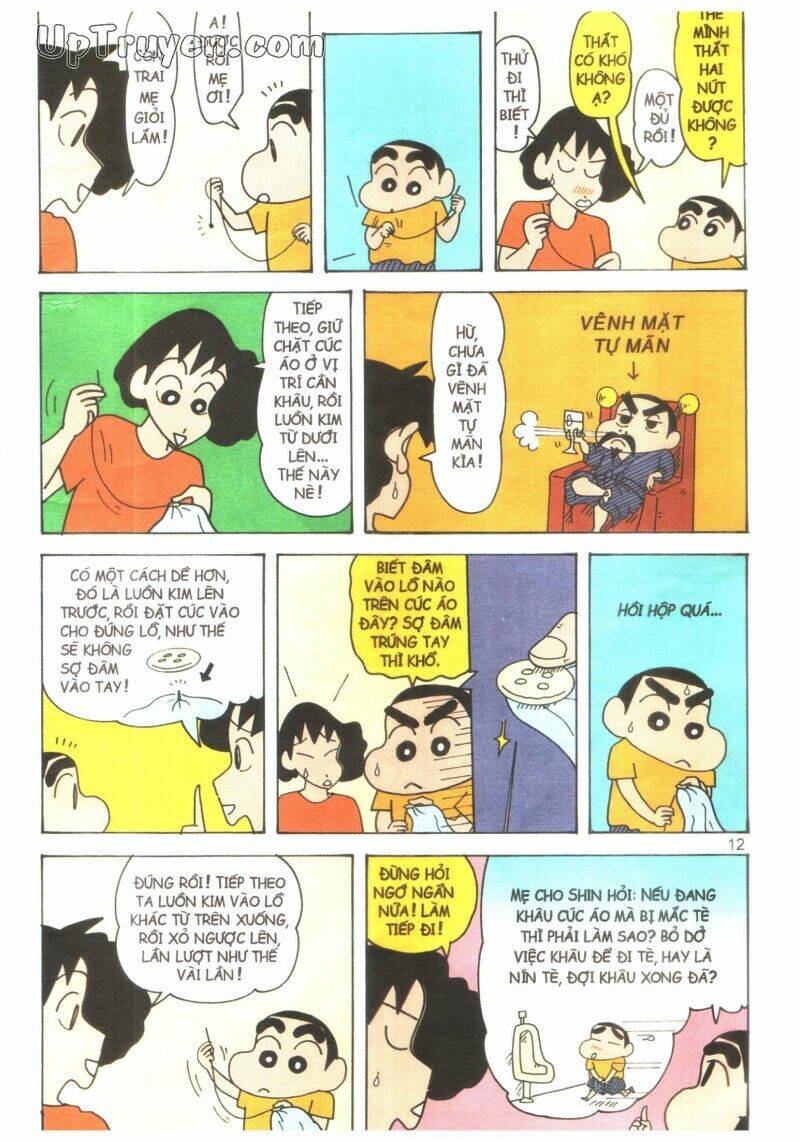 UpTruyen.com
THẾ
MÌNH
THẮT
HAI
NÚT
ĐƯỢC
KHÔNG
?
MỘT
ĐỦ
RỒI!
THẮT
CÓ KHÓ
KHÔNG
Ạ?
THỬ
ĐI THÌ
BIẾT!
A!
ĐƯỢC
RỒI
MẸ
ƠI!
CON
TRAI
MẸ
GIỎI
LẮM!
VÊNH MẶT
TỰ MÃN
↓
HỪ,
CHƯA
GÌ ĐÃ
VÊNH
MẶT
TỰ
MÃN
KÌA!
TIẾP
THEO, GIỮ
CHẶT CÚC
ÁO Ở VỊ
TRÍ CẦN
KHÂU, RỒI
LUỒN KIM
TỪ DƯỚI
LÊN...
THẾ NÀY
NÈ!
HỒI HỘP QUÁ...
BIẾT ĐÂM
VÀO LỖ NÀO
TRÊN CÚC ÁO
ĐÂY? SỢ ĐÂM
TRÚNG TAY
THÌ KHỔ.
CÓ MỘT CÁCH DỄ HƠN,
ĐÓ LÀ LUỒN KIM LÊN
TRƯỚC, RỒI ĐẶT CÚC VÀO
CHO ĐÚNG LỖ, NHƯ THẾ
SẼ KHÔNG
SỢ ĐÂM
VÀO TAY!
12
MẸ CHO SHIN HỎI: NẾU ĐANG
KHÂU CÚC ÁO MÀ BỊ MẮC TÈ
THÌ PHẢI LÀM SAO? BỎ DỞ
VIỆC KHÂU ĐỂ ĐI TÈ, HAY LÀ
NÍN TÈ, ĐỢI KHÂU XONG ĐÃ?
ĐỪNG HỎI
NGỚ NGẨN
NỮA! LÀM
TIẾP ĐI!
ĐÚNG RỒI! TIẾP THEO
TA LUỒN KIM VÀO LỖ
KHÁC TỪ TRÊN XUỐNG,
RỒI XỎ NGƯỢC LÊN,
LẦN LƯỢT NHƯ THẾ
VÀI LẦN!